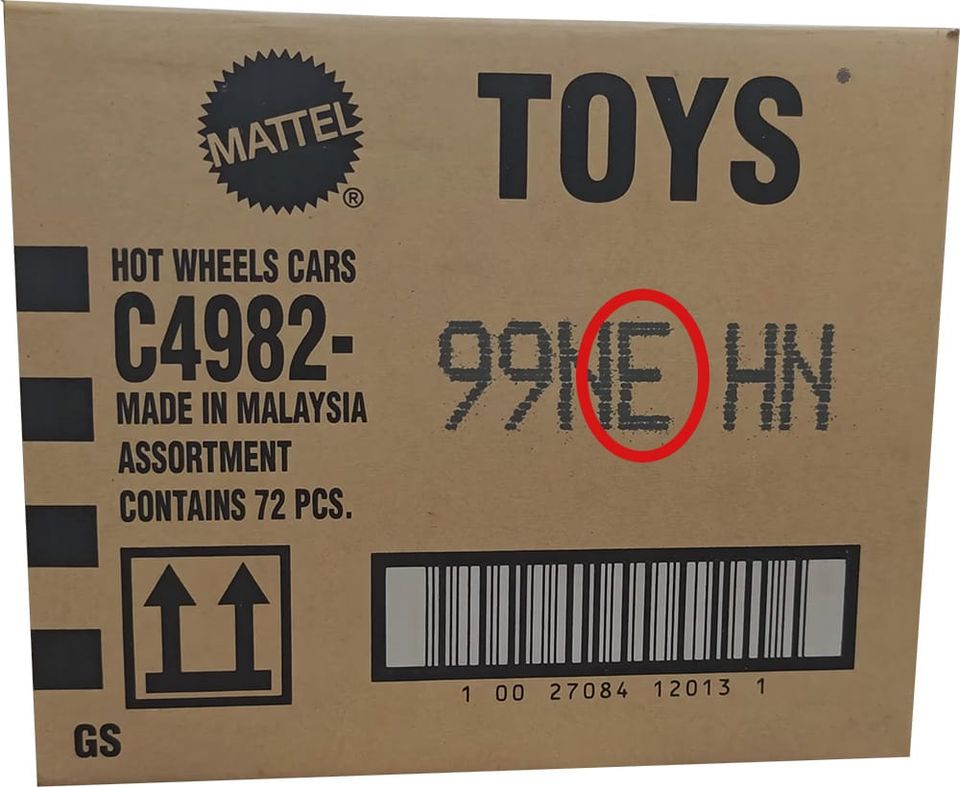 MATTEL ®
TOYS
HOT WHEELS CARS
C4982-
MADE IN MALAYSIA
ASSORTMENT
CONTAINS 72 PCS.
99NE HN
1 00 27084 12013 1
GS